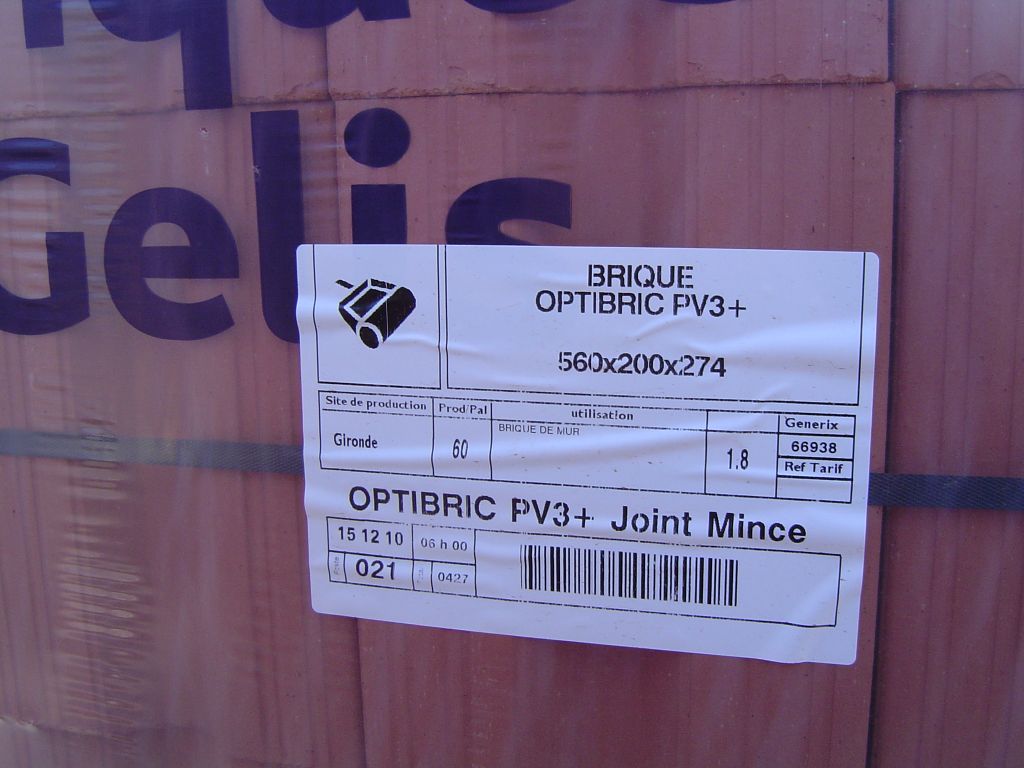 Gelis
BRIQUE
OPTIBRIC PV3+
560x200x274
Site de production
Prod/Pal
utilisation
Generix
Gironde
60
BRIQUE DE MUR
1.8
66938
Ref Tarif
OPTIBRIC PV3+ Joint Mince
15 12 10
06 h 00
021
0427